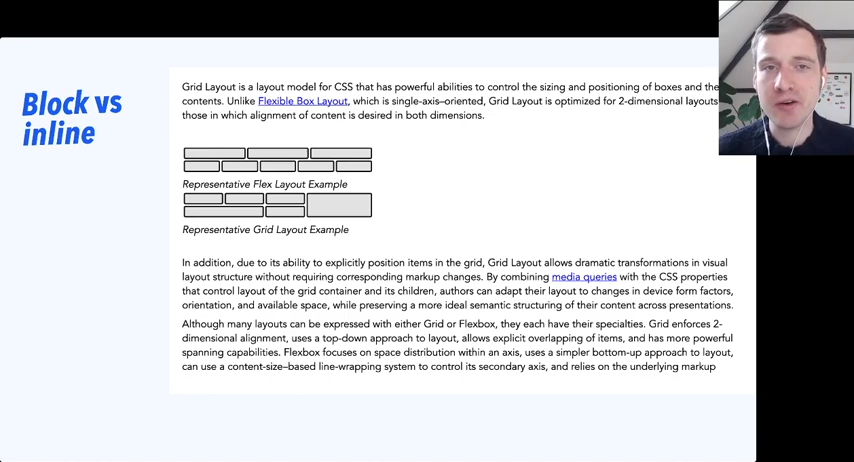 Block vs
inline
Grid Layout is a layout model for CSS that has powerful abilities to control the sizing and positioning of boxes and the
contents. Unlike Flexible Box Layout, which is single-axis–oriented, Grid Layout is optimized for 2-dimensional layouts
those in which alignment of content is desired in both dimensions.
Representative Flex Layout Example
Representative Grid Layout Example
In addition, due to its ability to explicitly position items in the grid, Grid Layout allows dramatic transformations in visual
layout structure without requiring corresponding markup changes. By combining media queries with the CSS properties
that control layout of the grid container and its children, authors can adapt their layout to changes in device form factors,
orientation, and available space, while preserving a more ideal semantic structuring of their content across presentations.
Although many layouts can be expressed with either Grid or Flexbox, they each have their specialties. Grid enforces 2-
dimensional alignment, uses a top-down approach to layout, allows explicit overlapping of items, and has more powerful
spanning capabilities. Flexbox focuses on space distribution within an axis, uses a simpler bottom-up approach to layout,
can use a content-size–based line-wrapping system to control its secondary axis, and relies on the underlying markup